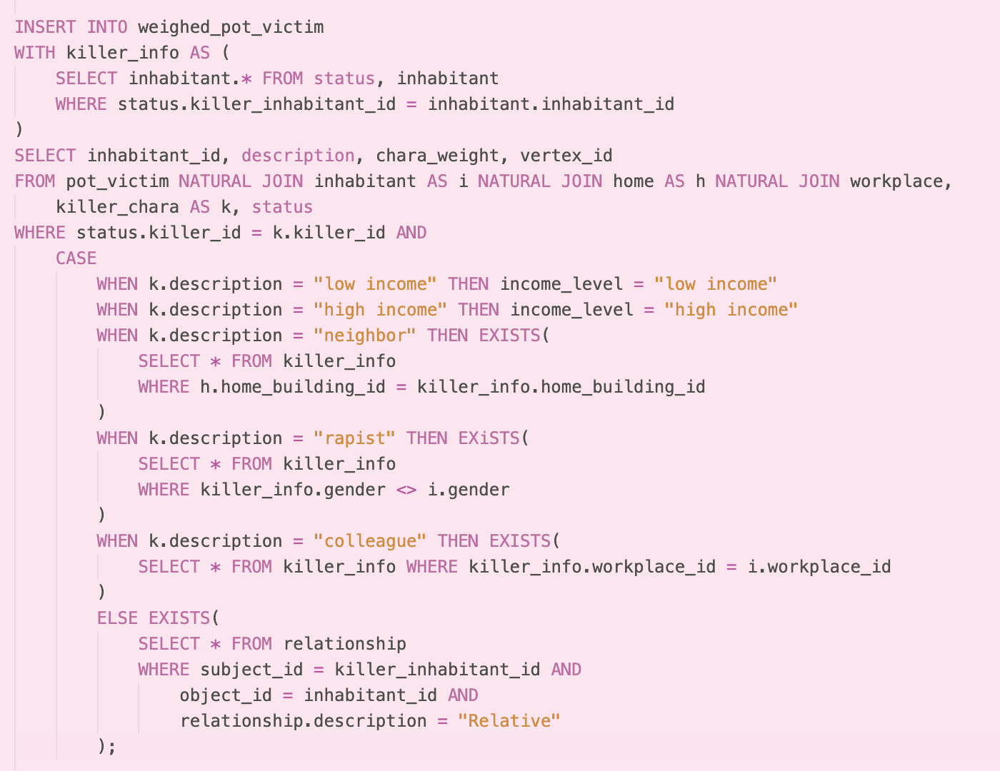 INSERT INTO weighed_pot_victim
WITH killer_info AS (
    SELECT inhabitant.* FROM status, inhabitant
    WHERE status.killer_inhabitant_id = inhabitant.inhabitant_id
)
SELECT inhabitant_id, description, chara_weight, vertex_id
FROM pot_victim NATURAL JOIN inhabitant AS i NATURAL JOIN home AS h NATURAL JOIN workplace,
    killer_chara AS k, status
WHERE status.killer_id = k.killer_id AND
    CASE
        WHEN k.description = "low income" THEN income_level = "low income"
        WHEN k.description = "high income" THEN income_level = "high income"
        WHEN k.description = "neighbor" THEN EXISTS(
            SELECT * FROM killer_info
            WHERE h.home_building_id = killer_info.home_building_id
        )
        WHEN k.description = "rapist" THEN EXiSTS(
            SELECT * FROM killer_info
            WHERE killer_info.gender <> i.gender
        )
        WHEN k.description = "colleague" THEN EXISTS(
            SELECT * FROM killer_info WHERE killer_info.workplace_id = i.workplace_id
        )
        ELSE EXISTS(
            SELECT * FROM relationship
            WHERE subject_id = killer_inhabitant_id AND
                object_id = inhabitant_id AND
                relationship.description = "Relative"
        );